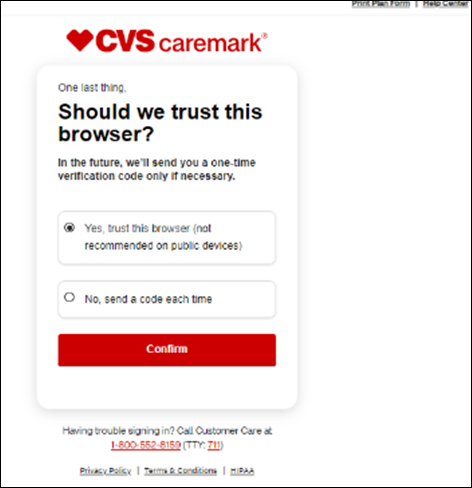 Print Plan Form | Help Center
CVS caremark®
One last thing,
Should we trust this
browser?
In the future, we'll send you a one-time
verification code only if necessary.
Yes, trust this browser (not
recommended on public devices)
No, send a code each time
Confirm
Having trouble signing in? Call Customer Care at
1-800-552-8159 (TTY: 711)
Privacy Policy | Terms & Conditions | HIPAA